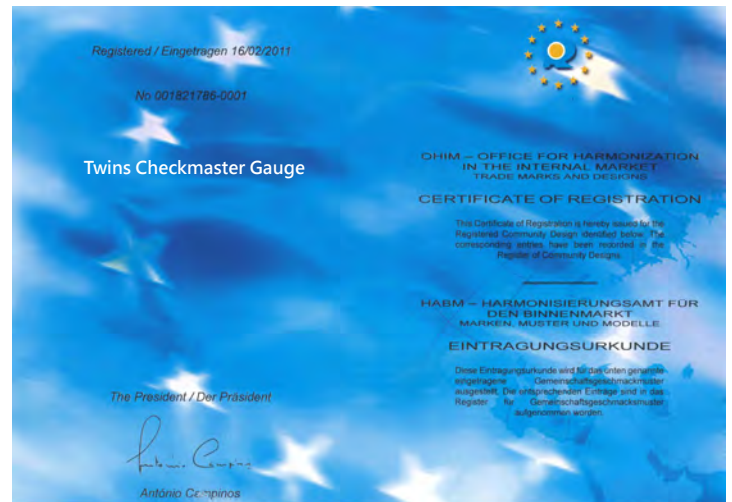 Registered / Eingetragen 16/02/2011
No 001821786-0001
Twins Checkmaster Gauge
The President / Der Präsident
António Campinos
OHIM – OFFICE FOR HARMONIZATION
IN THE INTERNAL MARKET
TRADE MARKS AND DESIGNS
CERTIFICATE OF REGISTRATION
This Certificate of Registration is hereby issued for the
Registered Community Design identified below. The
corresponding entries have been recorded in the
Register of Community Designs.
HABM – HARMONISIERUNGSAMT FÜR
DEN BINNENMARKT
MARKEN, MUSTER UND MODELLE
EINTRAGUNGSURKUNDE
Diese Eintragungsurkunde wird für das unten genannte
eingetragene Gemeinschaftsgeschmackmuster
ausgestellt. Die entsprechenden Einträge sind in das
Register für Gemeinschaftsgeschmacksmuster
aufgenommen worden.